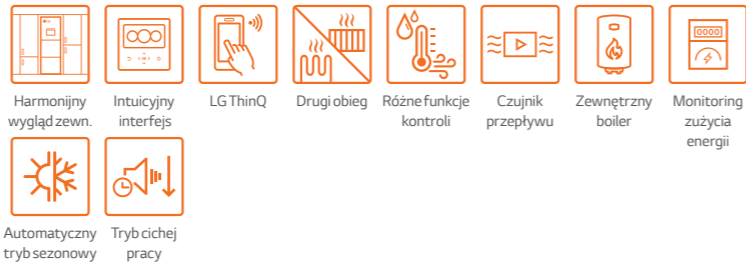 Harmonijny
wygląd zewn.
Intuicyjny
interfejs
LG ThinQ
Drugi obieg
Różne funkcje
kontroli
Czujnik
przepływu
Zewnętrzny
boiler
0000
Monitoring
zużycia
energii
Automatyczny
tryb sezonowy
Tryb cichej
pracy